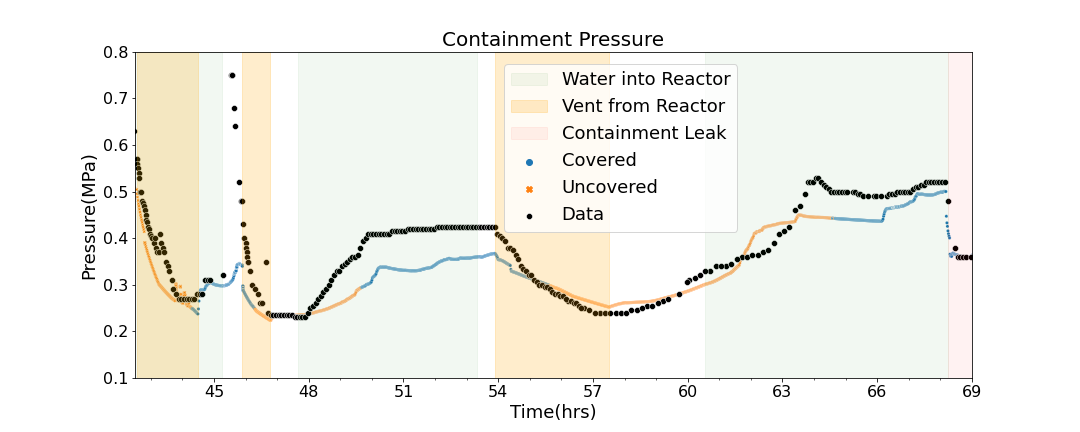 Containment Pressure
0.8
0.7
0.6
0.5
0.4
0.3
0.2
0.1
Pressure(MPa)
Water into Reactor
Vent from Reactor
Containment Leak
Covered
Uncovered
Data
45 48 51 54 57 60 63 66 69
Time(hrs)